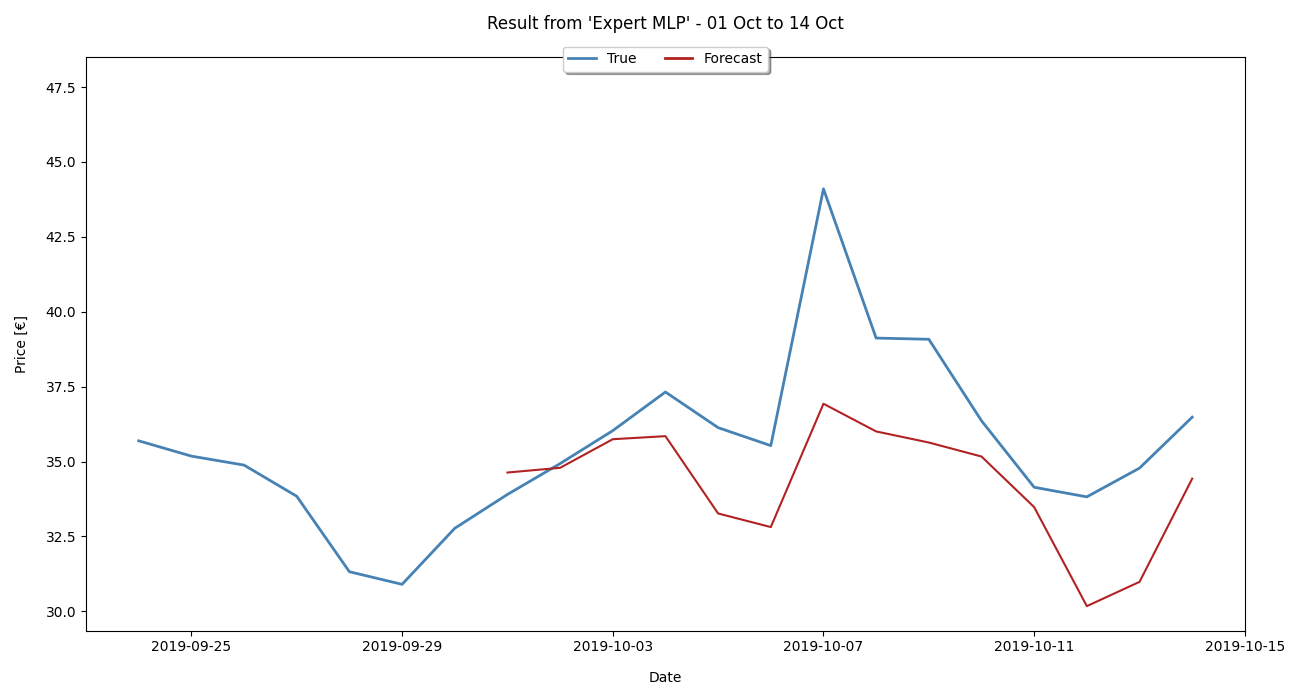 Result from 'Expert MLP' - 01 Oct to 14 Oct
True Forecast
47.5
45.0
42.5
40.0
37.5
35.0
32.5
30.0
Price [€]
2019-09-25 2019-09-29 2019-10-03 2019-10-07 2019-10-11 2019-10-15
Date